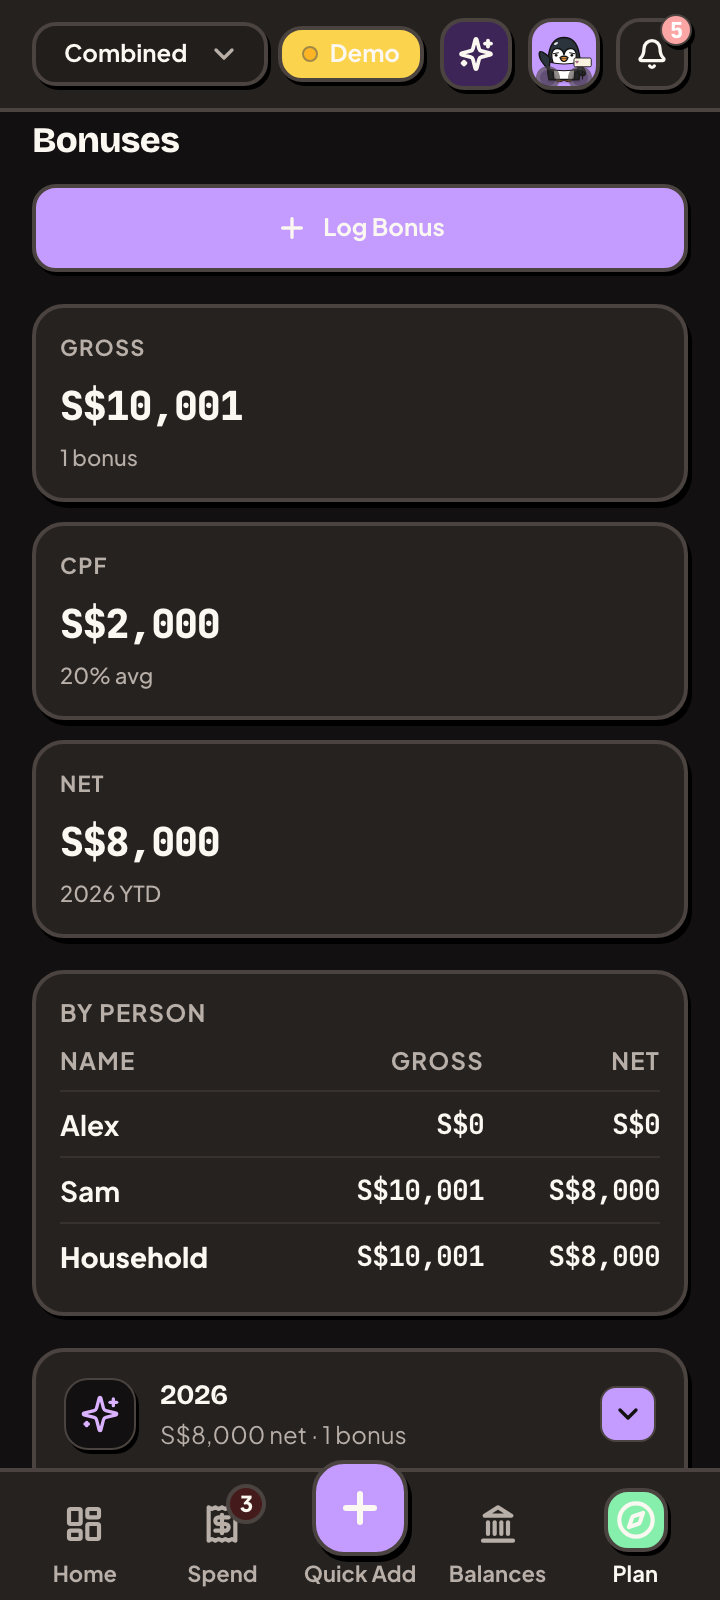 Combined
Demo
5
Bonuses
Log Bonus
GROSS
S$10,001
1 bonus
CPF
S$2,000
20% avg
NET
S$8,000
2026 YTD
BY PERSON
NAME GROSS NET
Alex S$0 S$0
Sam S$10,001 S$8,000
Household S$10,001 S$8,000
2026
S$8,000 net · 1 bonus
3
Home Spend Quick Add Balances Plan